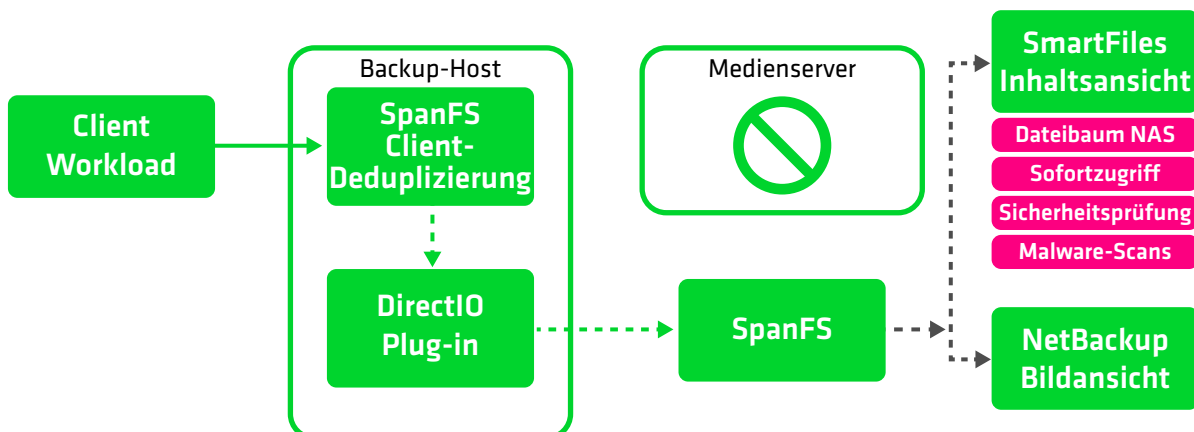 Client
Workload
Backup-Host
SpanFS
Client-
Deduplizierung
DirectIO
Plug-in
Medienserver
SpanFS
SmartFiles
Inhaltsansicht
Dateibaum NAS
Sofortzugriff
Sicherheitsprüfung
Malware-Scans
NetBackup
Bildansicht